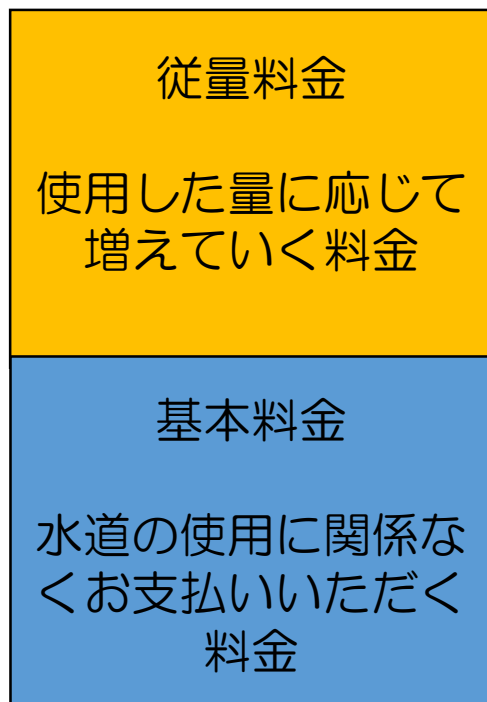 従量料金
使用した量に応じて
増えていく料金
基本料金
水道の使用に関係な
くお支払いいただく
料金